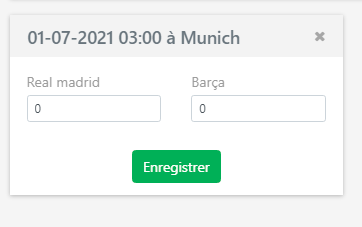 01-07-2021 03:00 à Munich ×
Real madrid Barça
0 0
Enregistrer